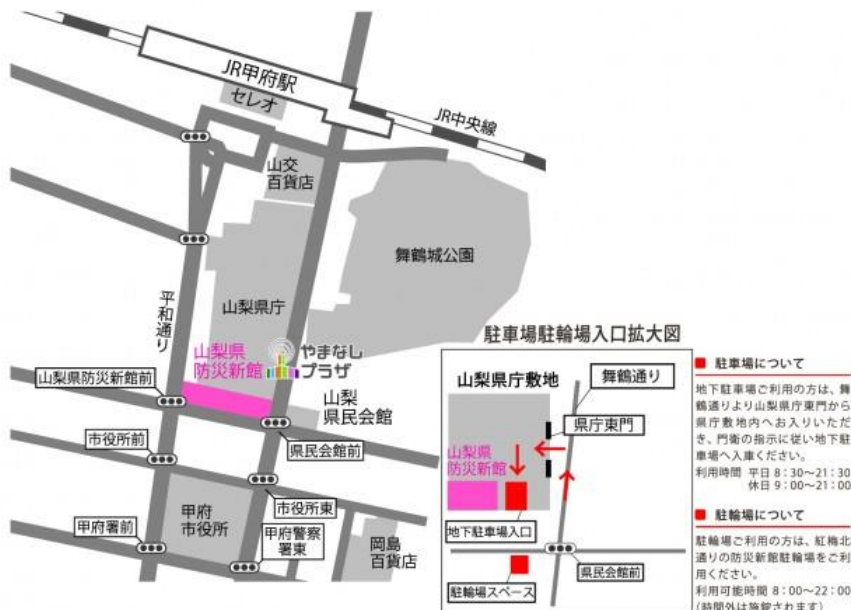 JR甲府駅
セレオ
JR中央線
山交
百貨店
舞鶴城公園
山梨県庁
平和通り
山梨県
防災新館
やまなし
プラザ
山梨県防災新館前
山梨
県民会館
市役所前
県民会館前
市役所東
甲府
市役所
甲府署前
甲府警察
署東
岡島
百貨店
駐車場駐輪場入口拡大図
山梨県庁敷地
舞鶴通り
県庁東門
山梨県
防災新館
地下駐車場入口
県民会館前
駐輪場スペース
駐車場について
地下駐車場ご利用の方は、舞
鶴通りより山梨県庁東門から
県庁敷地内へお入りいただ
き、門衛の指示に従い地下駐
車場へ入庫ください。
利用時間 平日 8:30~21:30
休日 9:00~21:00
駐輪場について
駐輪場ご利用の方は、紅梅北
通りの防災新館駐輪場をご利
用ください。
利用可能時間 8:00~22:00
(時間外は施錠されます)